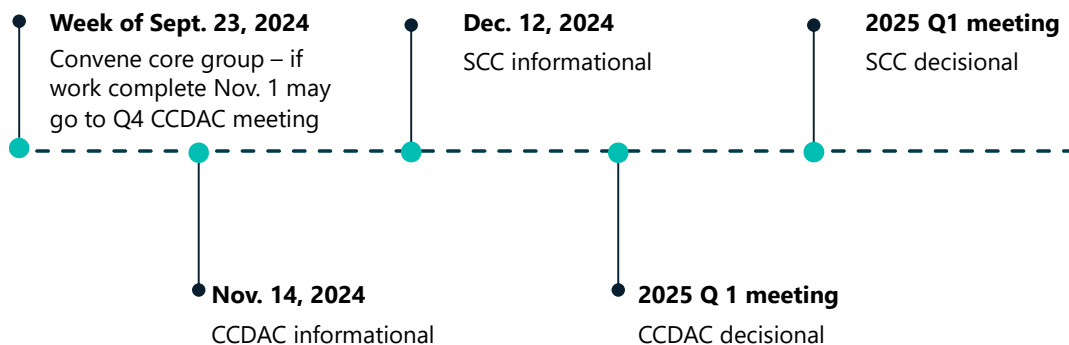 Week of Sept. 23, 2024
Convene core group – if
work complete Nov. 1 may
go to Q4 CCDAC meeting
Nov. 14, 2024
CCDAC informational
Dec. 12, 2024
SCC informational
2025 Q 1 meeting
CCDAC decisional
2025 Q1 meeting
SCC decisional